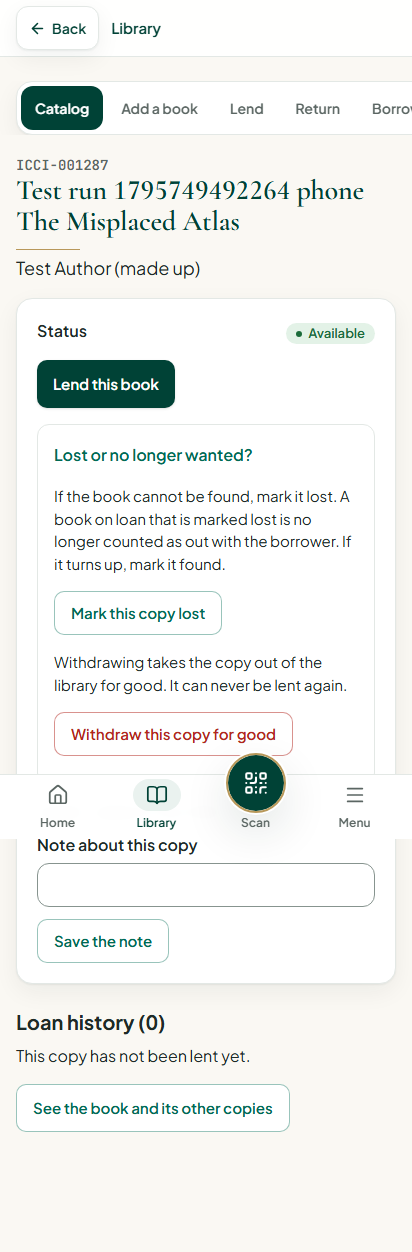 Back
Library
Catalog
Add a book
Lend
Return
Borrow
ICCI-001287
Test run 1795749492264 phone
The Misplaced Atlas
Test Author (made up)
Status
Available
Lend this book
Lost or no longer wanted?
If the book cannot be found, mark it lost. A
book on loan that is marked lost is no
longer counted as out with the borrower. If
it turns up, mark it found.
Mark this copy lost
Withdrawing takes the copy out of the
library for good. It can never be lent again.
Withdraw this copy for good
Home
Library
Scan
Menu
Note about this copy
Save the note
Loan history (0)
This copy has not been lent yet.
See the book and its other copies